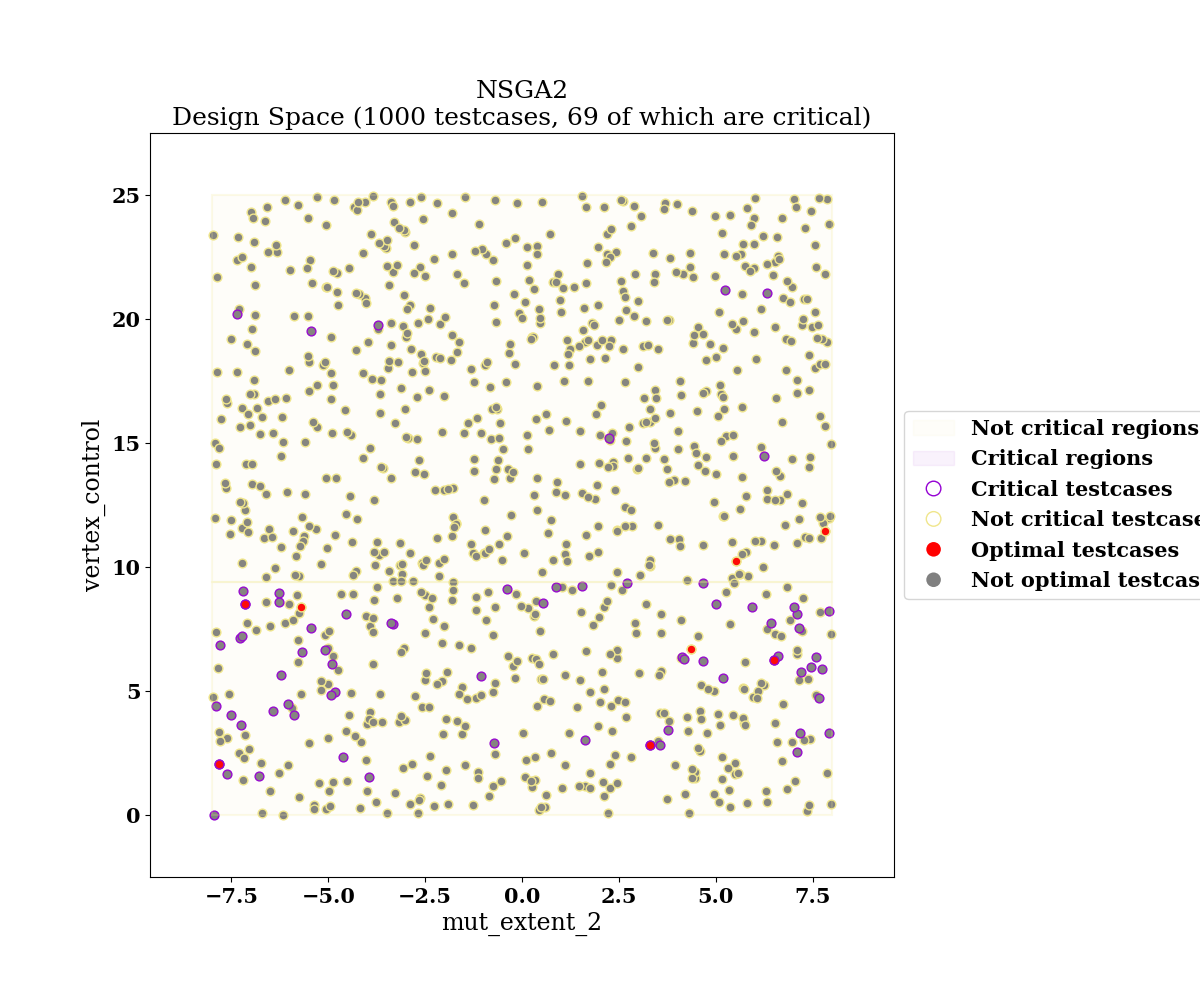 NSGA2
Design Space (1000 testcases, 69 of which are critical)
25
20
15
10
5
0
vertex_control
−7.5
−5.0
−2.5
0.0
2.5
5.0
7.5
mut_extent_2
Not critical regions
Critical regions
Critical testcases
Not critical testcase
Optimal testcases
Not optimal testcas